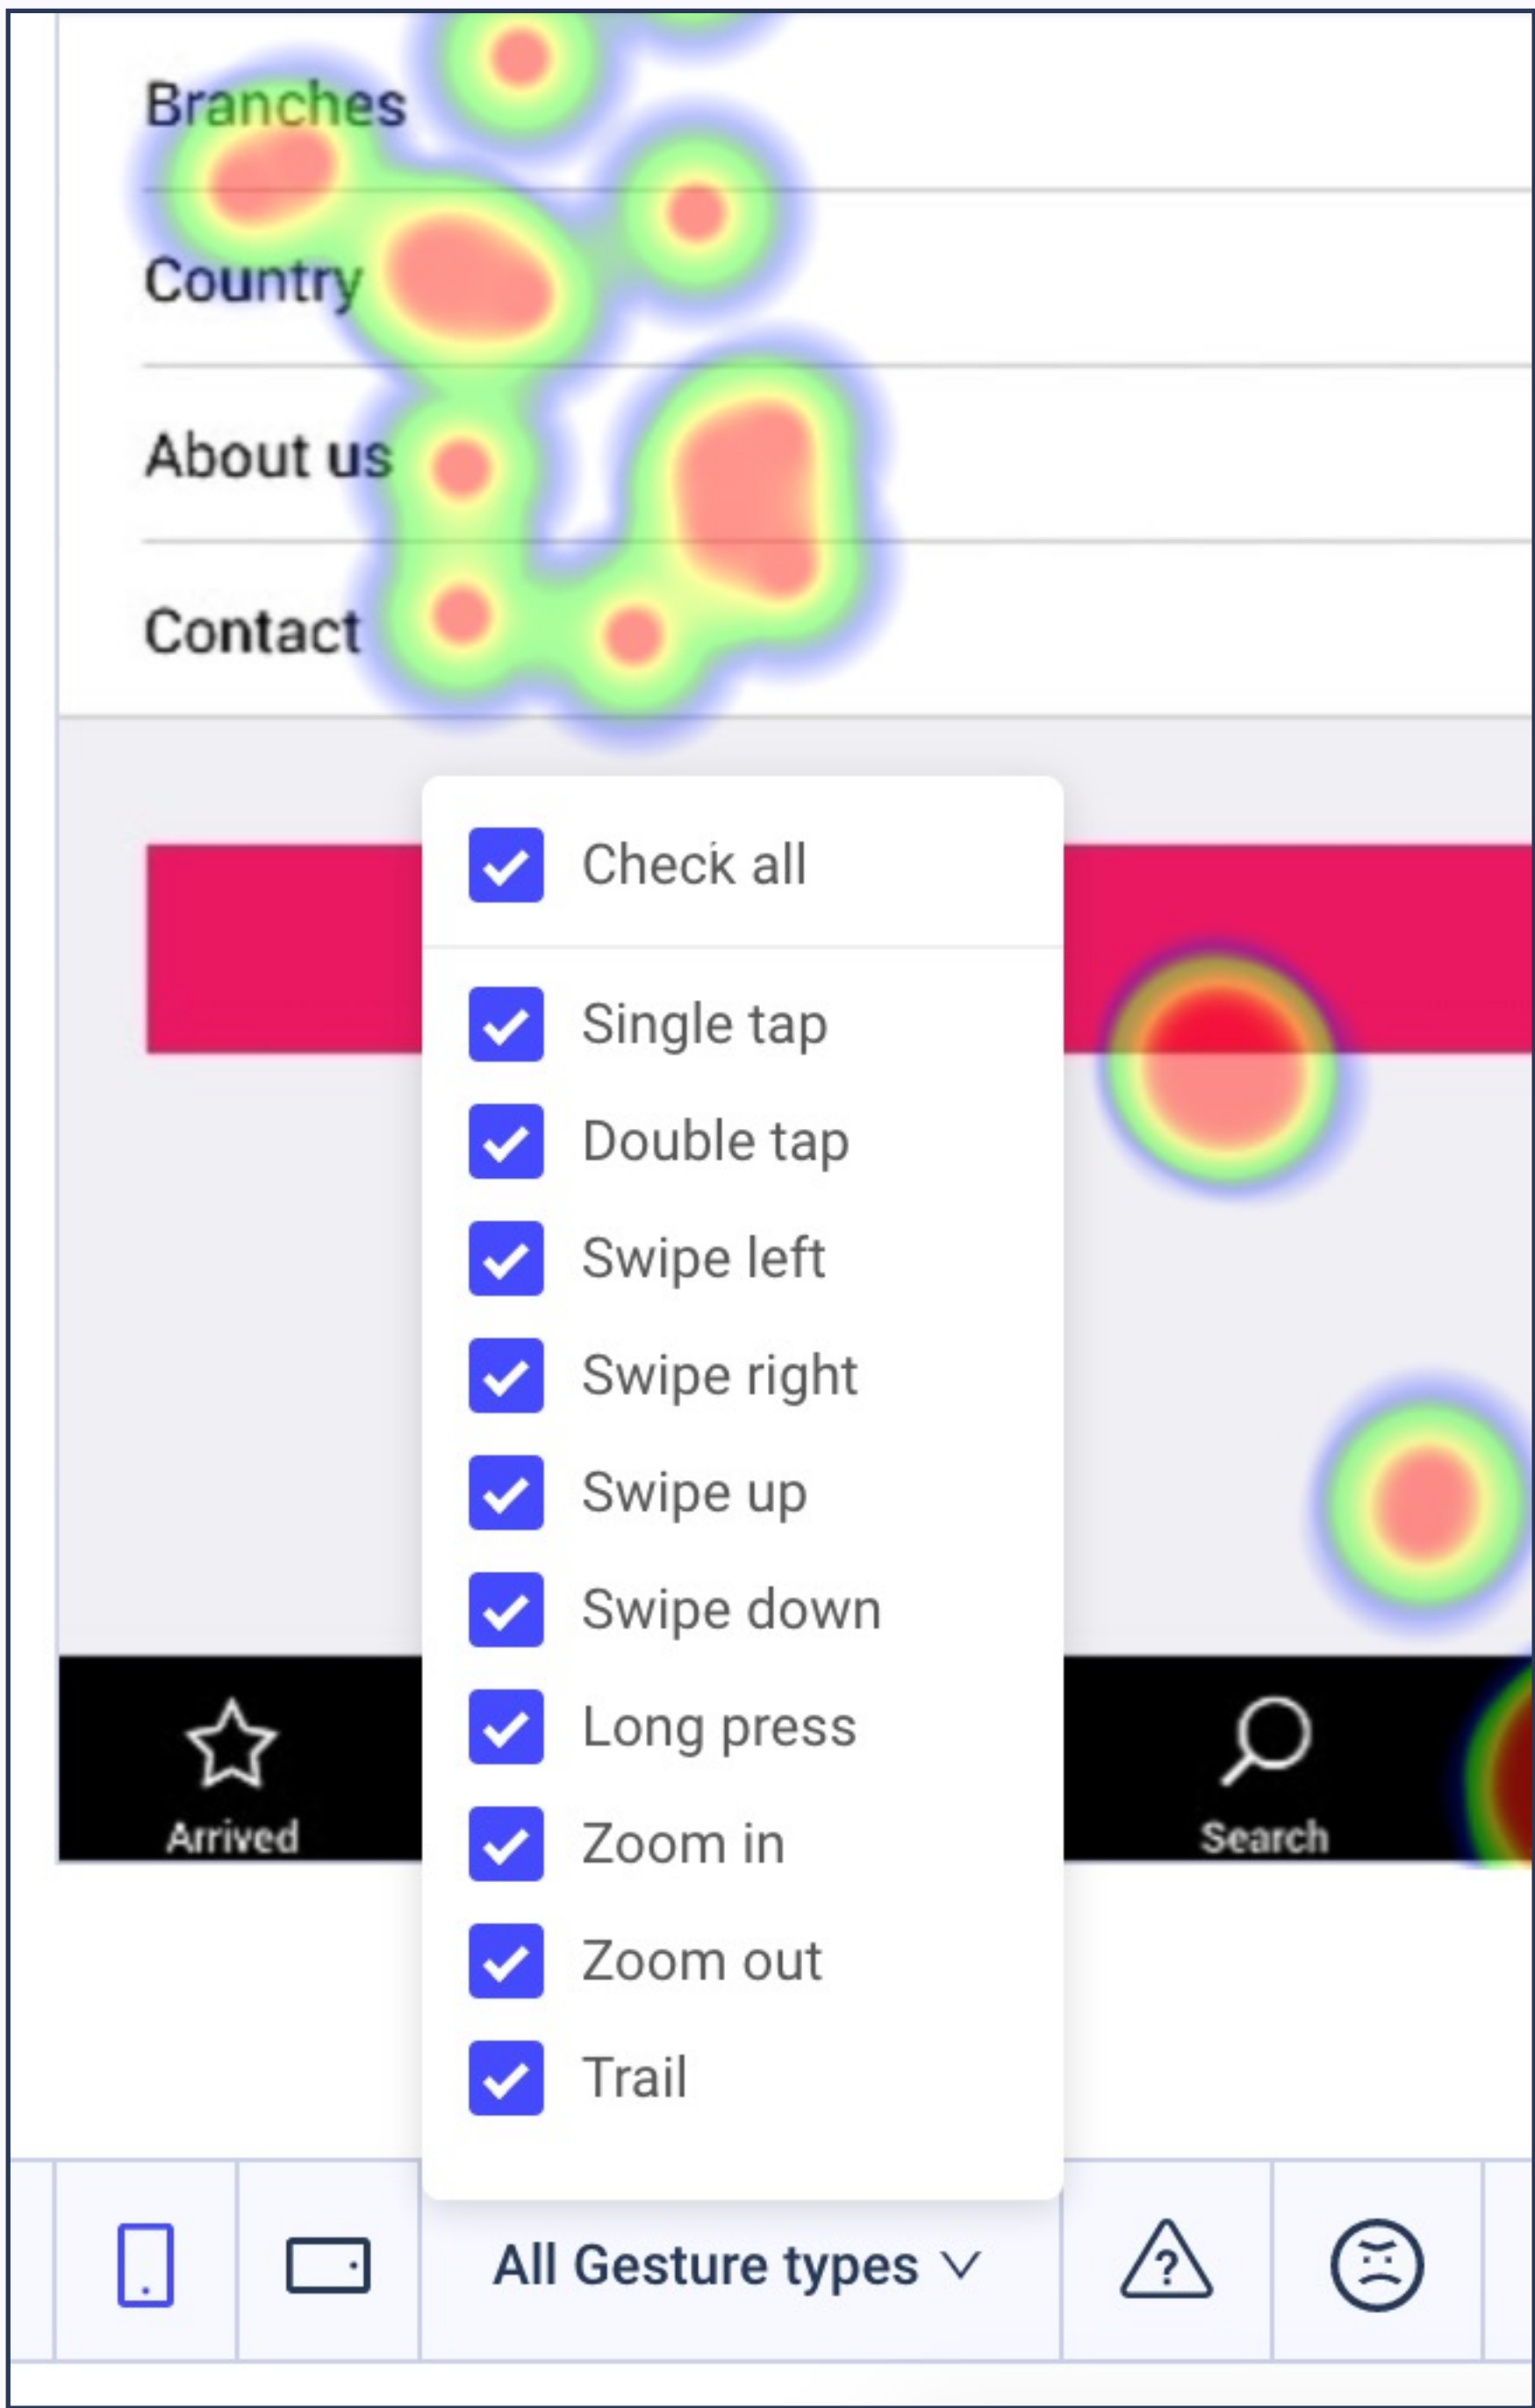 Branches
Country
About us
Contact
Check all
Single tap
Double tap
Swipe left
Swipe right
Swipe up
Swipe down
Long press
Zoom in
Zoom out
Trail
Arrived
Search
All Gesture types
?